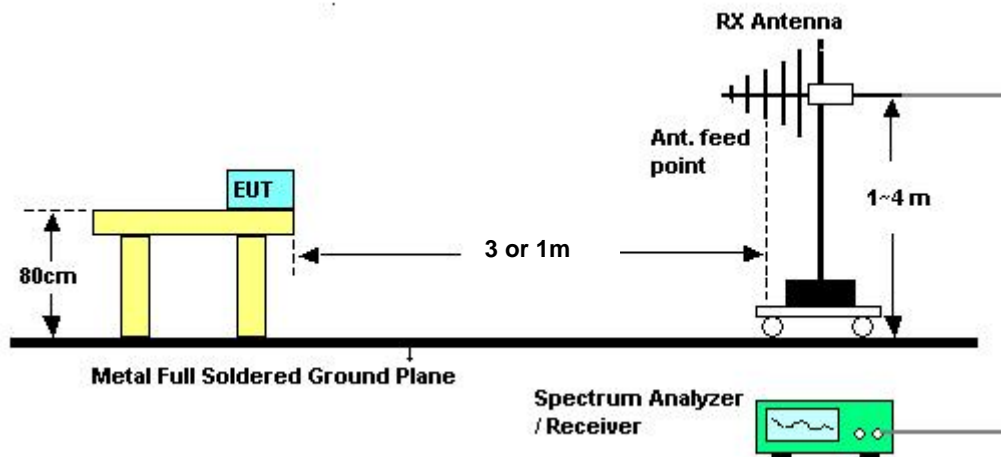 RX Antenna
Ant. feed
point
EUT
1~4 m
3 or 1m
80cm
Metal Full Soldered Ground Plane
Spectrum Analyzer
/ Receiver